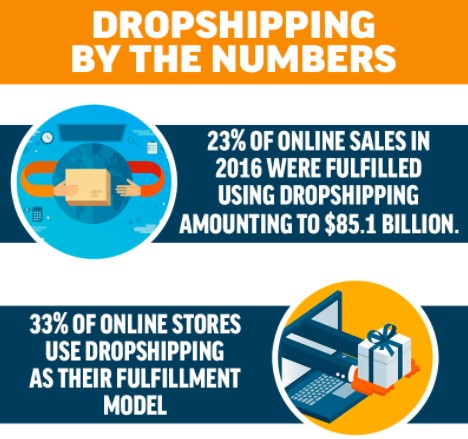 DROPSHIPPING
BY THE NUMBERS
23% OF ONLINE SALES IN
2016 WERE FULFILLED
USING DROPSHIPPING
AMOUNTING TO $85.1 BILLION.
33% OF ONLINE STORES
USE DROPSHIPPING
AS THEIR FULFILLMENT
MODEL